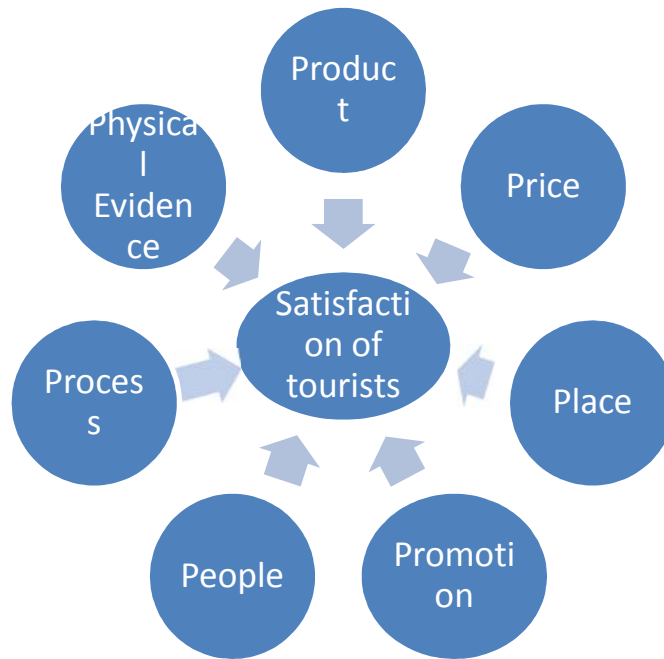 Produc
t
Physica
l
Eviden
ce
Price
Satisfacti
on of
tourists
Proces
s
Place
People
Promoti
on